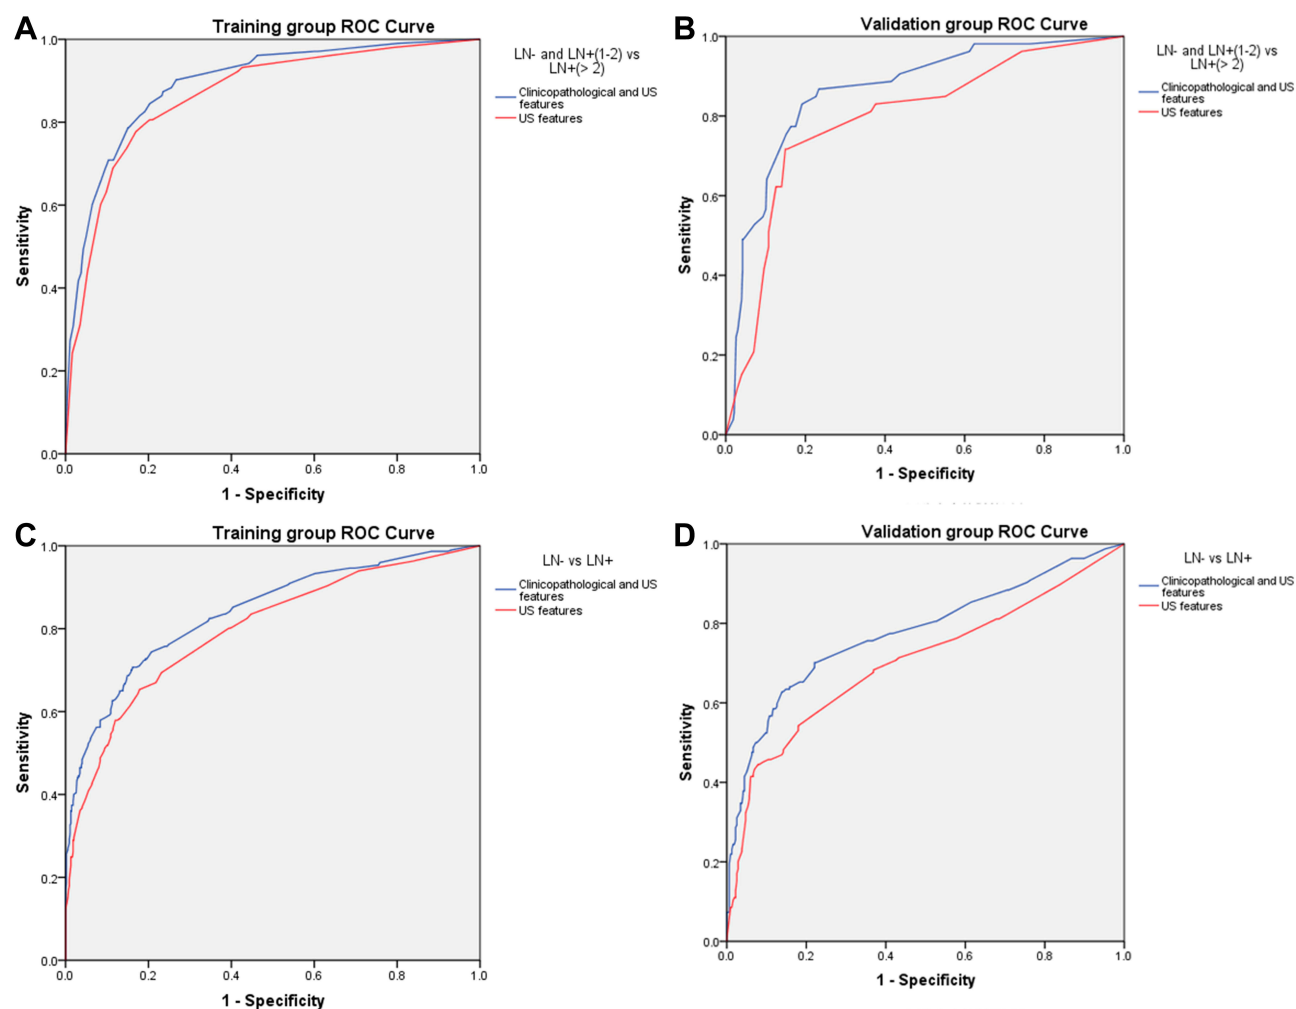 A
Training group ROC Curve
LN- and LN+(1-2) vs
LN+(> 2)
Clinicopathological and US
features
US features
1.0
0.8
0.6
0.4
0.2
0.0
Sensitivity
0.0 0.2 0.4 0.6 0.8 1.0
1 - Specificity
B
Validation group ROC Curve
LN- and LN+(1-2) vs
LN+(> 2)
Clinicopathological and US
features
US features
1.0
0.8
0.6
0.4
0.2
0.0
Sensitivity
0.0 0.2 0.4 0.6 0.8 1.0
1 - Specificity
C
Training group ROC Curve
LN- vs LN+
Clinicopathological and US
features
US features
1.0
0.8
0.6
0.4
0.2
0.0
Sensitivity
0.0 0.2 0.4 0.6 0.8 1.0
1 - Specificity
D
Validation group ROC Curve
LN- vs LN+
Clinicopathological and US
features
US features
1.0
0.8
0.6
0.4
0.2
0.0
Sensitivity
0.0 0.2 0.4 0.6 0.8 1.0
1 - Specificity